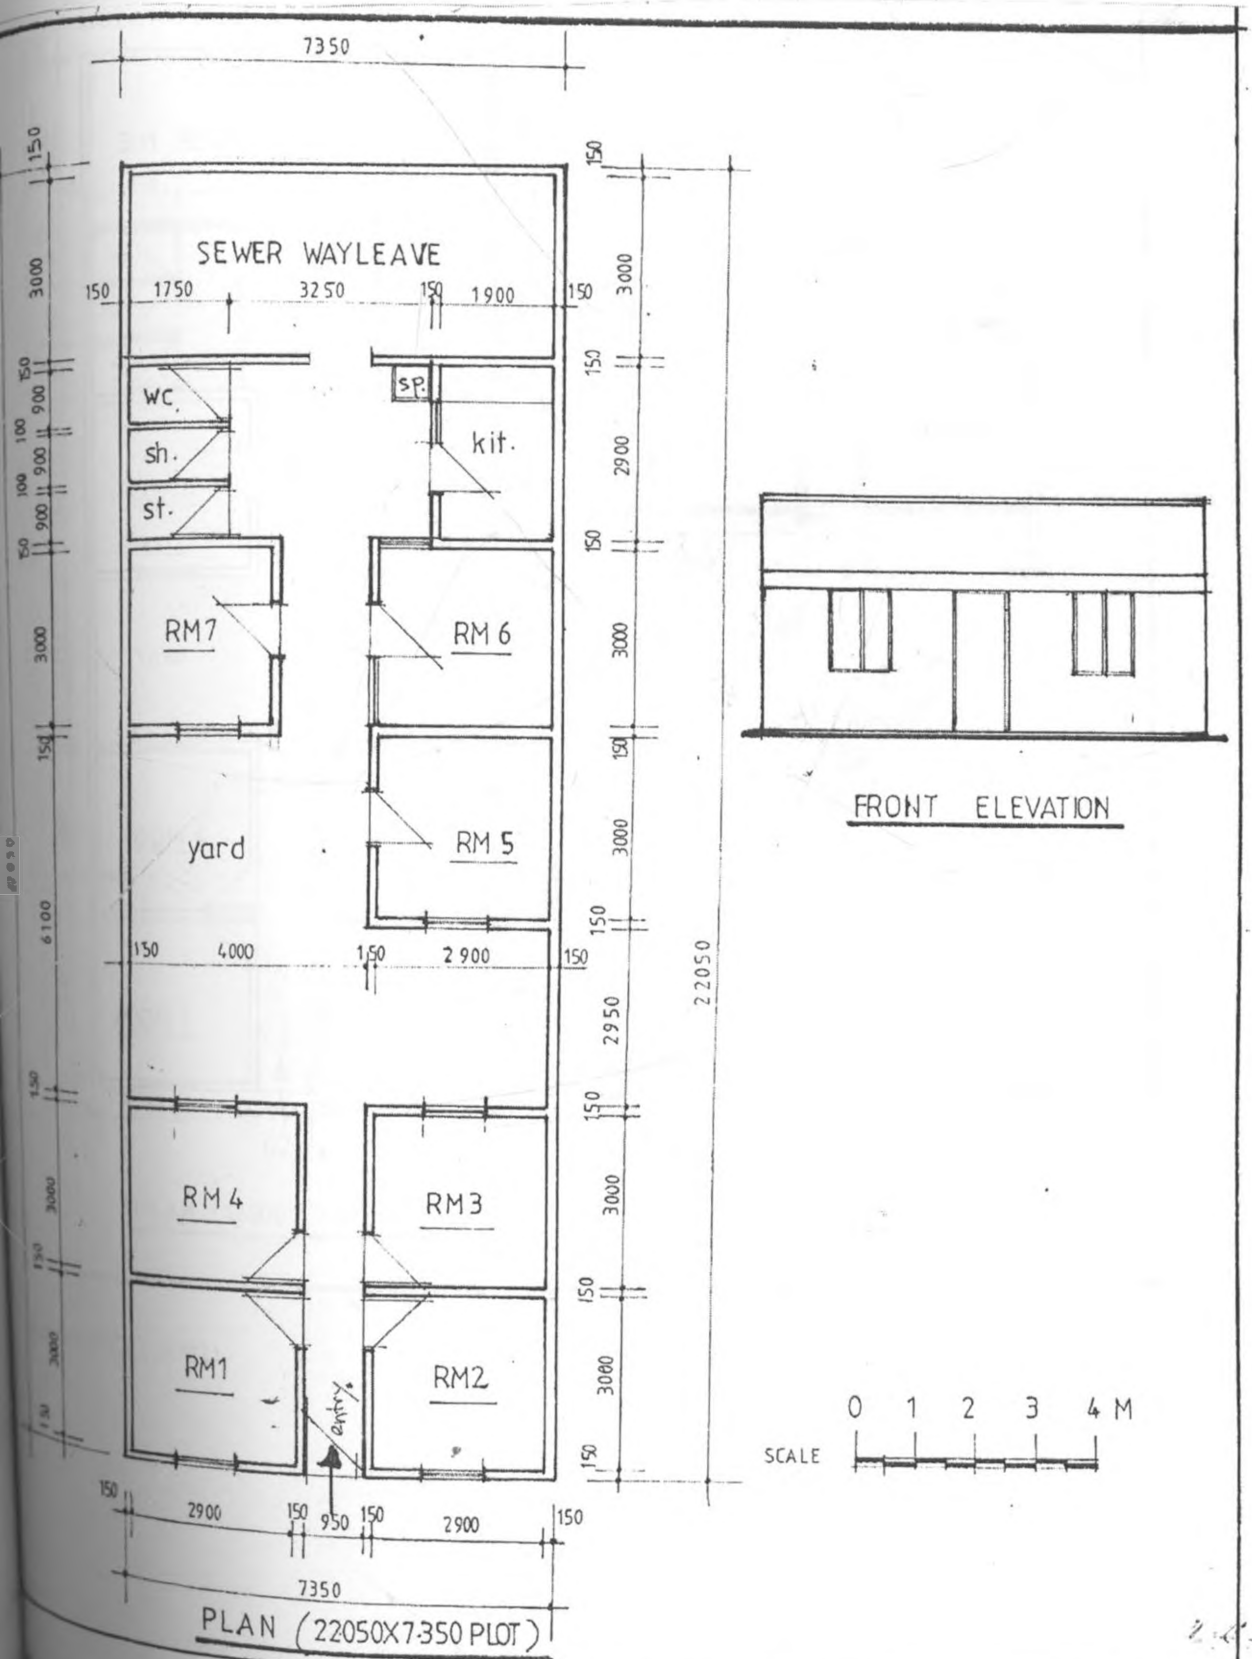 7350
150
150
SEWER WAYLEAVE
3000
150 1750 3250 150 1900 150
3000
150
150
sp.
900
wc.
kit.
100
900
sh.
2900
100
900
st.
150
150
3000
RM7
RM 6
3000
150
150
FRONT ELEVATION
yard
RM 5
3000
6100
150
150 4000 150 2900 150
22050
2950
150
150
3000
RM4
RM3
3000
150
150
3000
RM1
RM2
3000
entry.
150
150
0 1 2 3 4 M
SCALE
150 2900 150 950 150 2900 150
7350
PLAN (22050X7350 PLOT)